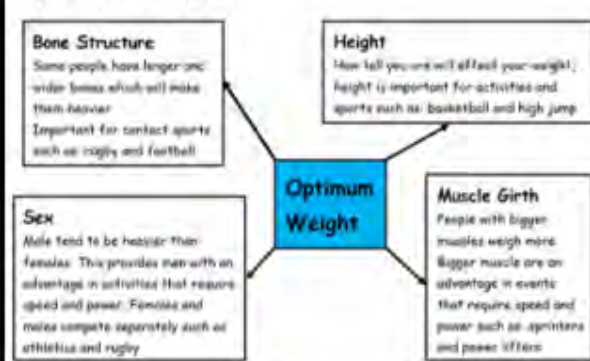 Bone Structure
Some people have larger and
wider bones which will make
them heavier
Important for contact sports
such as: rugby and football
Height
How tall you are will effect your weight;
height is important for activities and
sports such as: basketball and high jump
Optimum
Weight
Sex
Male tend to be heavier than
females. This provides men with an
advantage in activities that require
speed and power. Females and
males compete separately such as
athletics and rugby
Muscle Girth
People with bigger
muscles weigh more.
Bigger muscle are an
advantage in events
that require speed and
power such as: sprinters
and power lifters